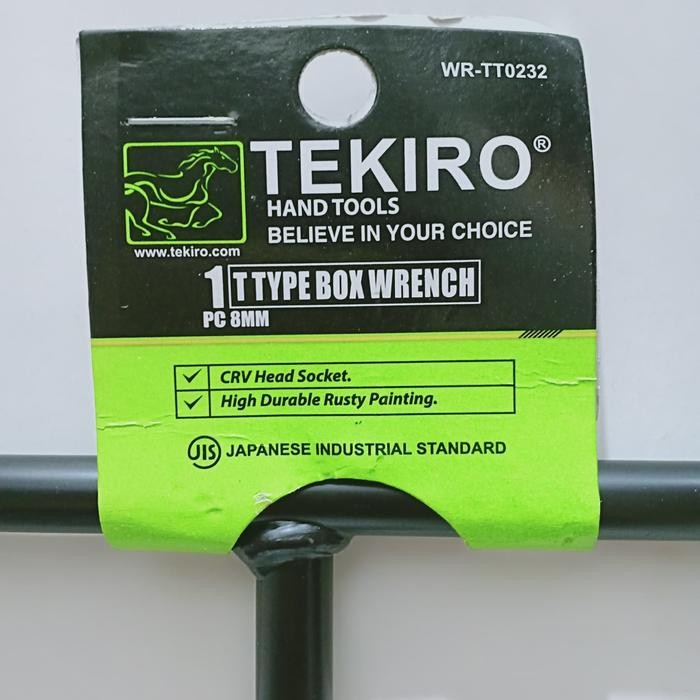 WR-TT0232
TEKIRO®
HAND TOOLS
BELIEVE IN YOUR CHOICE
www.tekiro.com
1 T TYPE BOX WRENCH
PC 8MM
CRV Head Socket.
High Durable Rusty Painting.
JIS JAPANESE INDUSTRIAL STANDARD